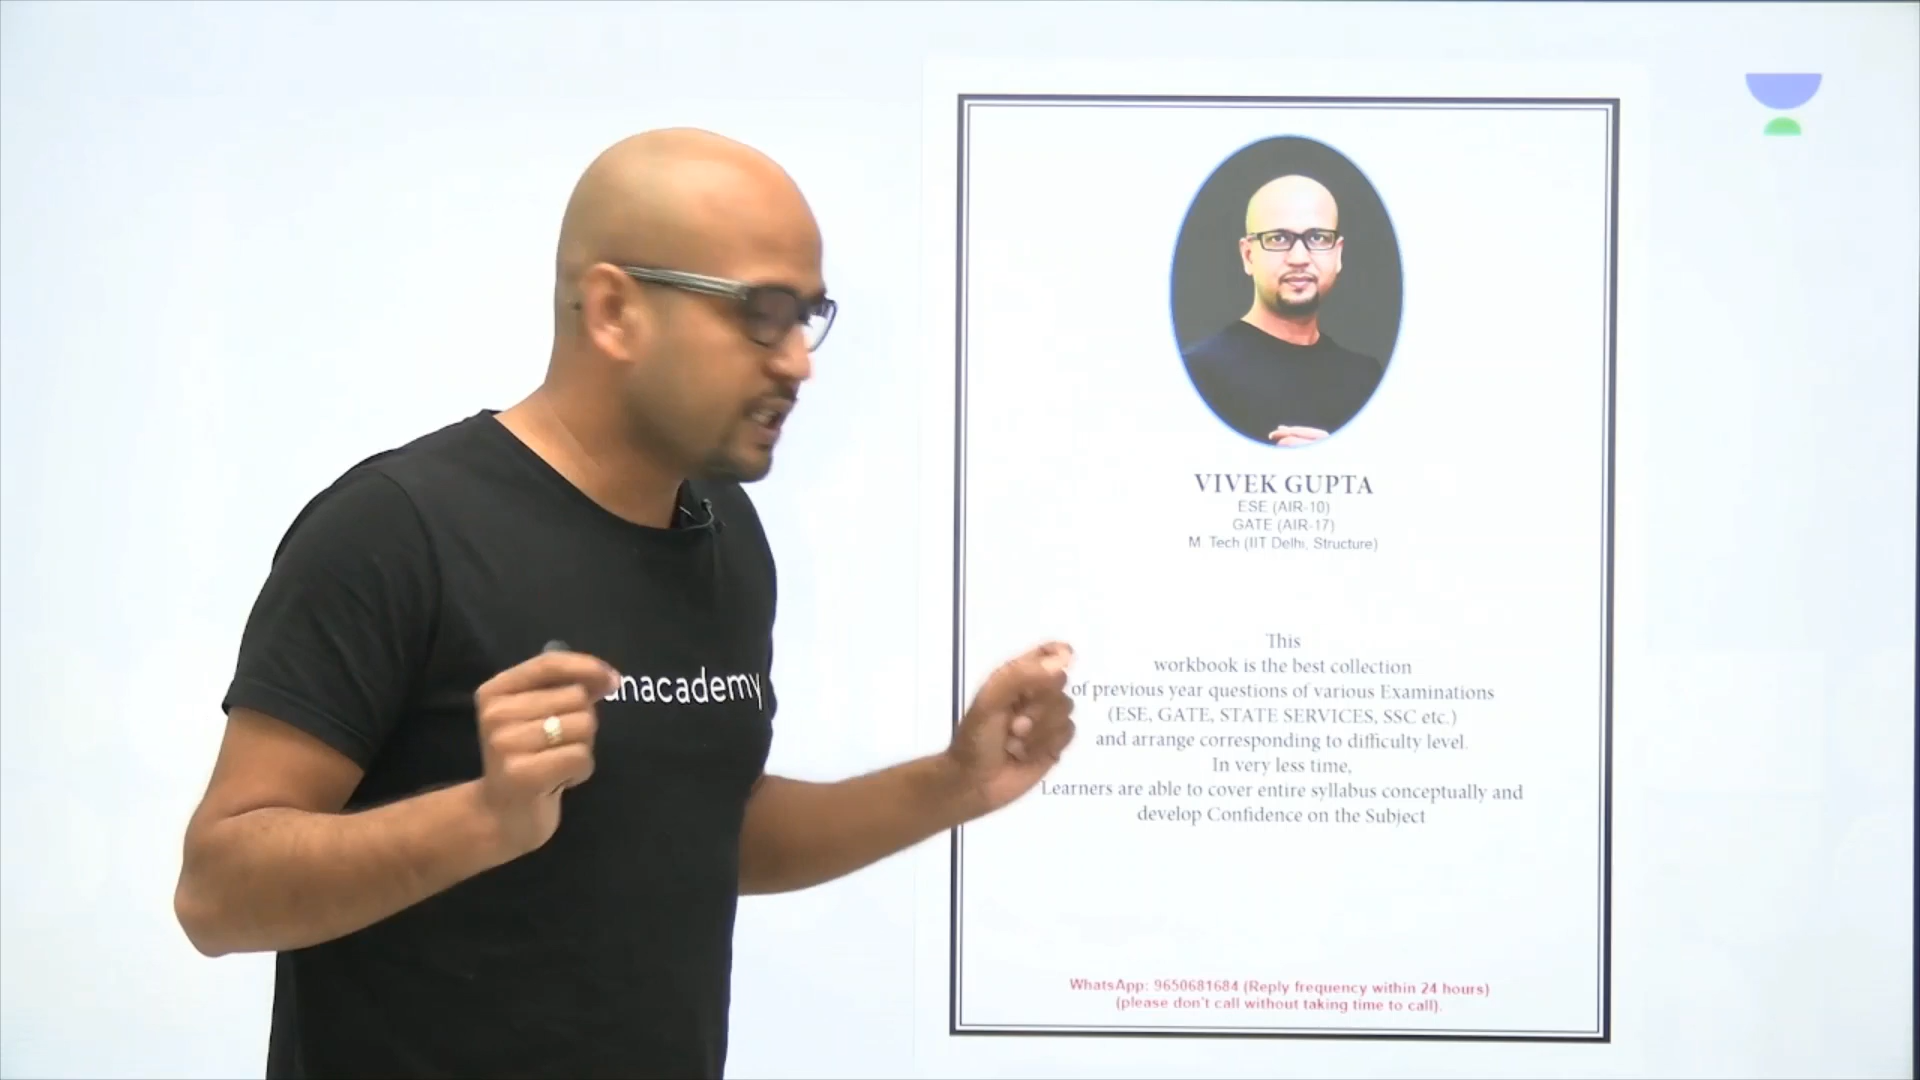 unacademy
VIVEK GUPTA
ESE (AIR-10)
GATE (AIR-17)
M. Tech (IIT Delhi, Structure)
This
workbook is the best collection
of previous year questions of various Examinations
(ESE, GATE, STATE SERVICES, SSC etc.)
and arrange corresponding to difficulty level.
In very less time,
Learners are able to cover entire syllabus conceptually and
develop Confidence on the Subject
WhatsApp: 9650681684 (Reply frequency within 24 hours)
(please don't call without taking time to call).